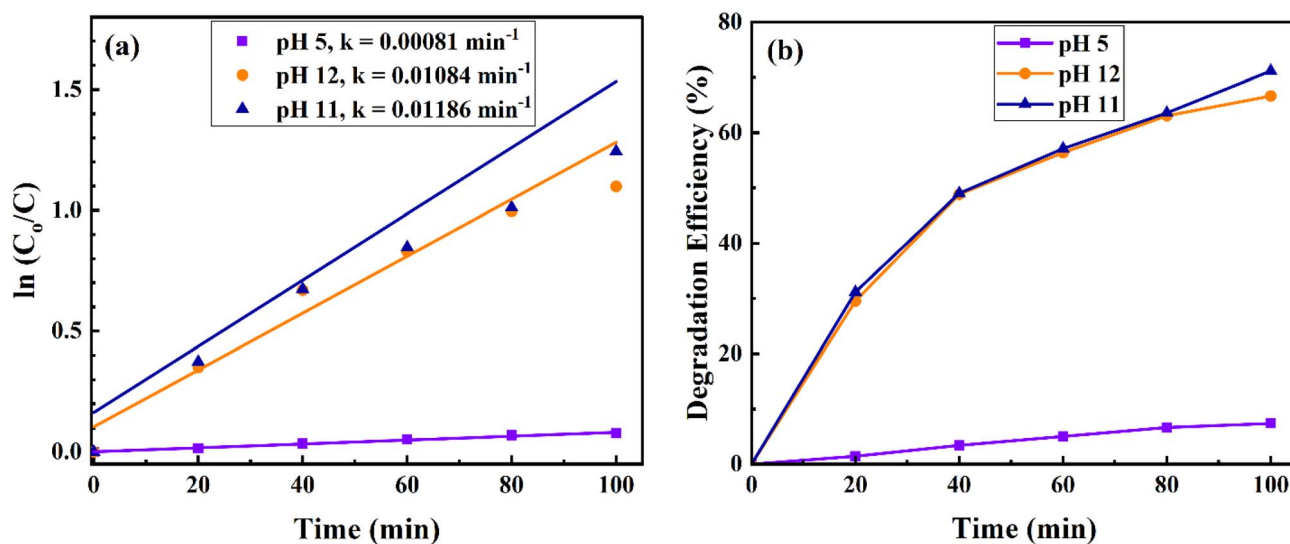 (a)
pH 5, k = 0.00081 min⁻¹
pH 12, k = 0.01084 min⁻¹
pH 11, k = 0.01186 min⁻¹
ln (C₀/C)
1.5
1.0
0.5
0.0
0 20 40 60 80 100
Time (min)
(b)
pH 5
pH 12
pH 11
Degradation Efficiency (%)
80
60
40
20
0
0 20 40 60 80 100
Time (min)